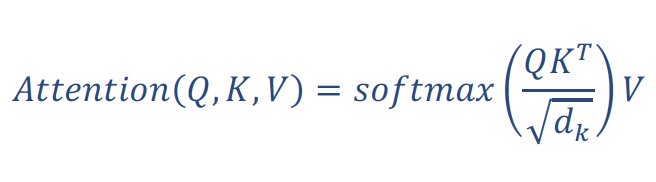 Attention(Q, K, V) = softmax(QK^T / √d_k)V